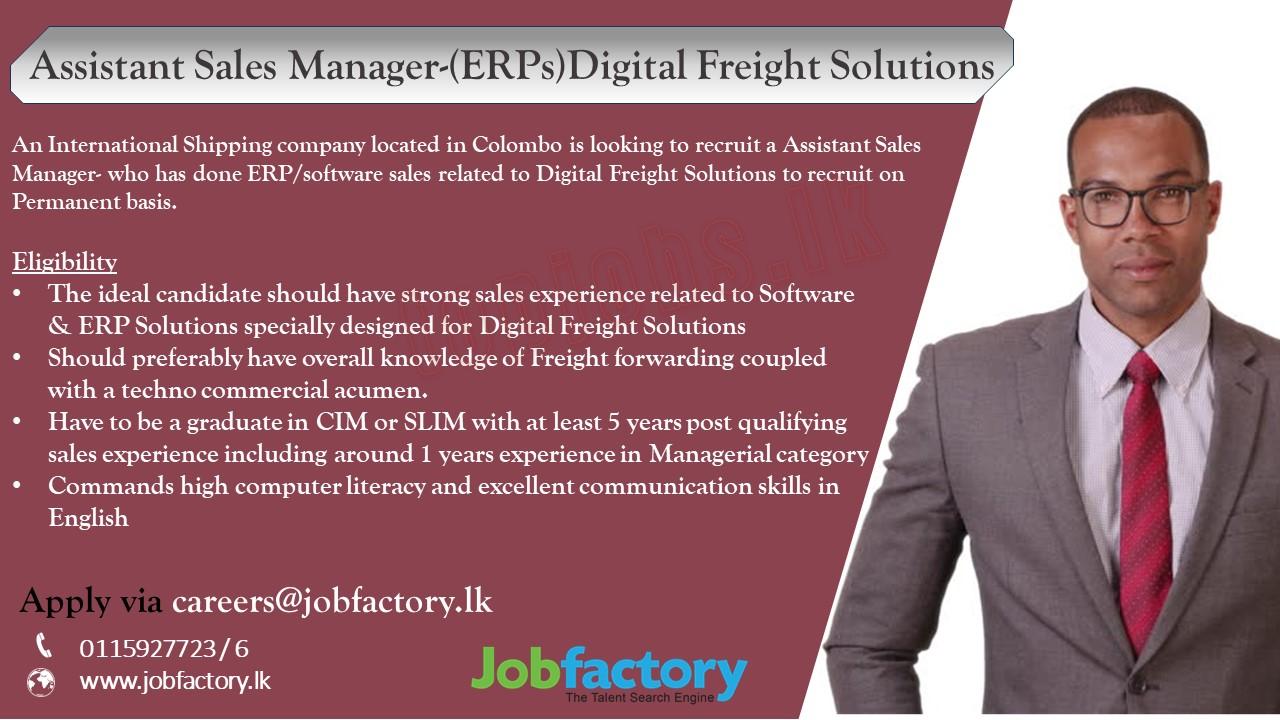 Assistant Sales Manager-(ERPs)Digital Freight Solutions
An International Shipping company located in Colombo is looking to recruit a Assistant Sales
Manager- who has done ERP/software sales related to Digital Freight Solutions to recruit on
Permanent basis.
Eligibility
• The ideal candidate should have strong sales experience related to Software
& ERP Solutions specially designed for Digital Freight Solutions
• Should preferably have overall knowledge of Freight forwarding coupled
with a techno commercial acumen.
• Have to be a graduate in CIM or SLIM with at least 5 years post qualifying
sales experience including around 1 years experience in Managerial category
• Commands high computer literacy and excellent communication skills in
English
Apply via careers@jobfactory.lk
0115927723 / 6
www.jobfactory.lk
Jobfactory
The Talent Search Engine